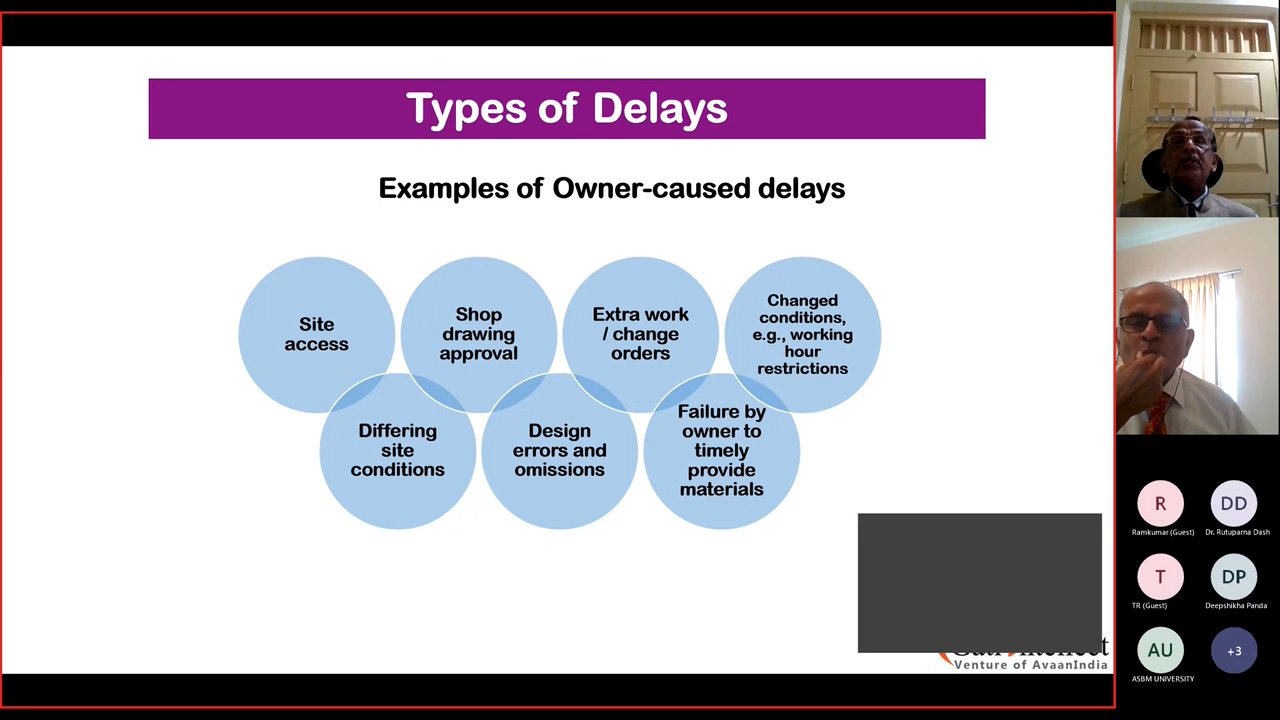 Types of Delays
Examples of Owner-caused delays
Site
access
Shop
drawing
approval
Extra work
/ change
orders
Changed
conditions,
e.g., working
hour
restrictions
Differing
site
conditions
Design
errors and
omissions
Failure by
owner to
timely
provide
materials
Venture of AvaanIndia
R
DD
Ramkumar (Guest)
Dr. Rutuparna Dash
T
DP
TR (Guest)
Deepshikha Panda
AU
+3
ASBM UNIVERSITY